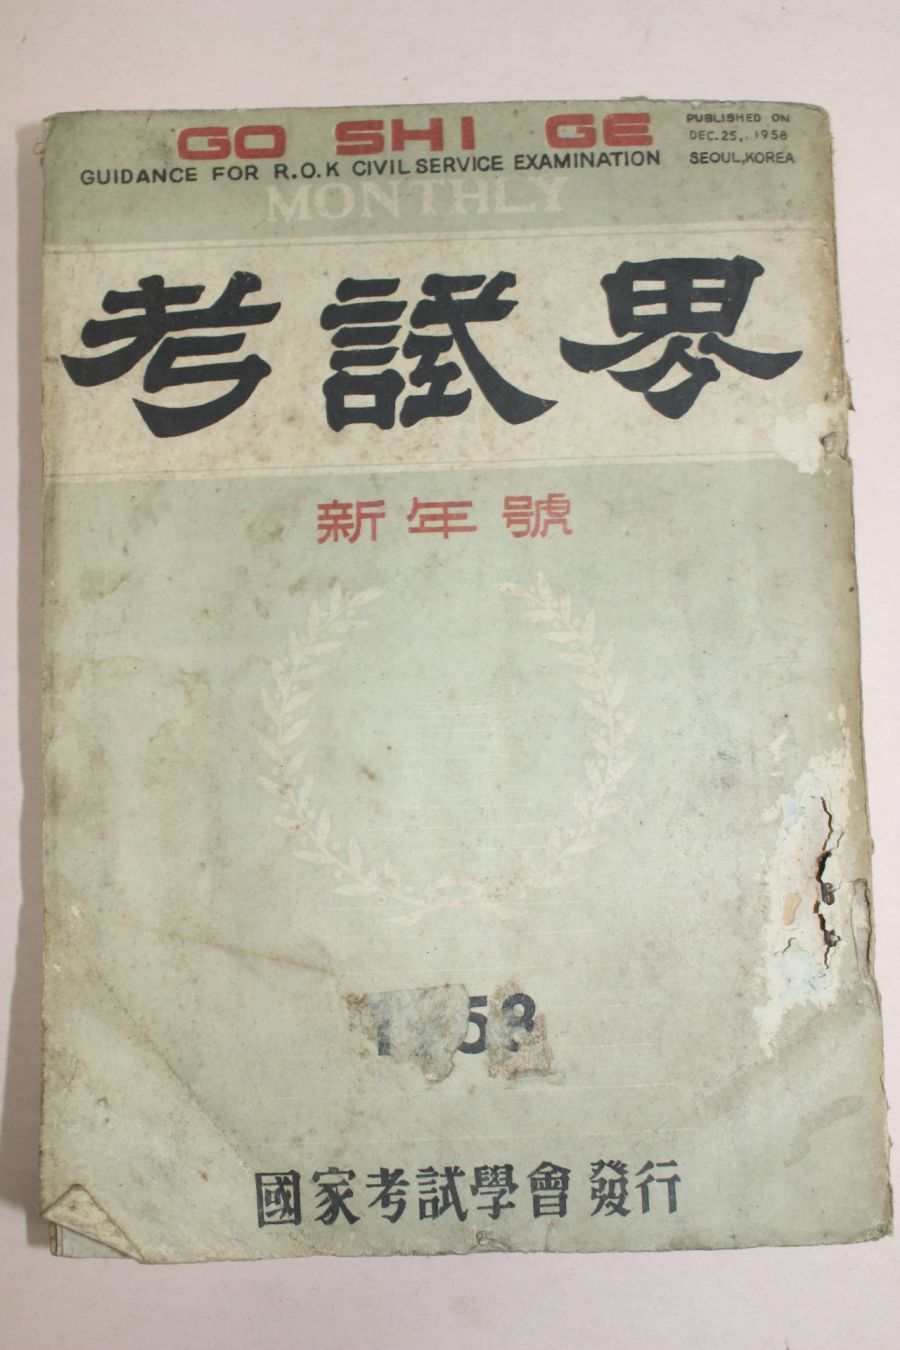 GO SHI GE
PUBLISHED ON
DEC. 25, 1958
SEOUL, KOREA
GUIDANCE FOR R.O.K CIVIL SERVICE EXAMINATION
MONTHLY
考試界
新年號
國家考試學會 發行